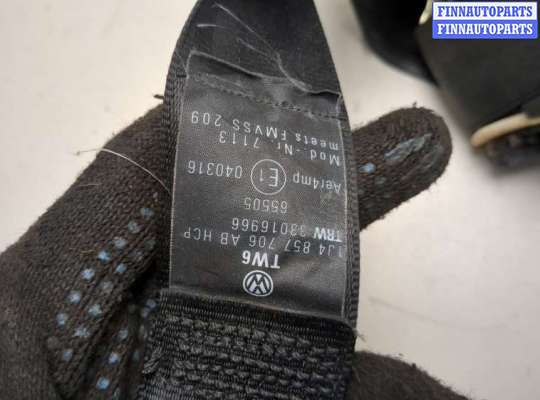 FINNAUTOPARTS
FINNAUTOPARTS
TW6
1J4 857 706 AB HCP
TRW 33016966
65505
Aer4mp E1 040316
Mod.-Nr. 7113
meets FMVSS 209